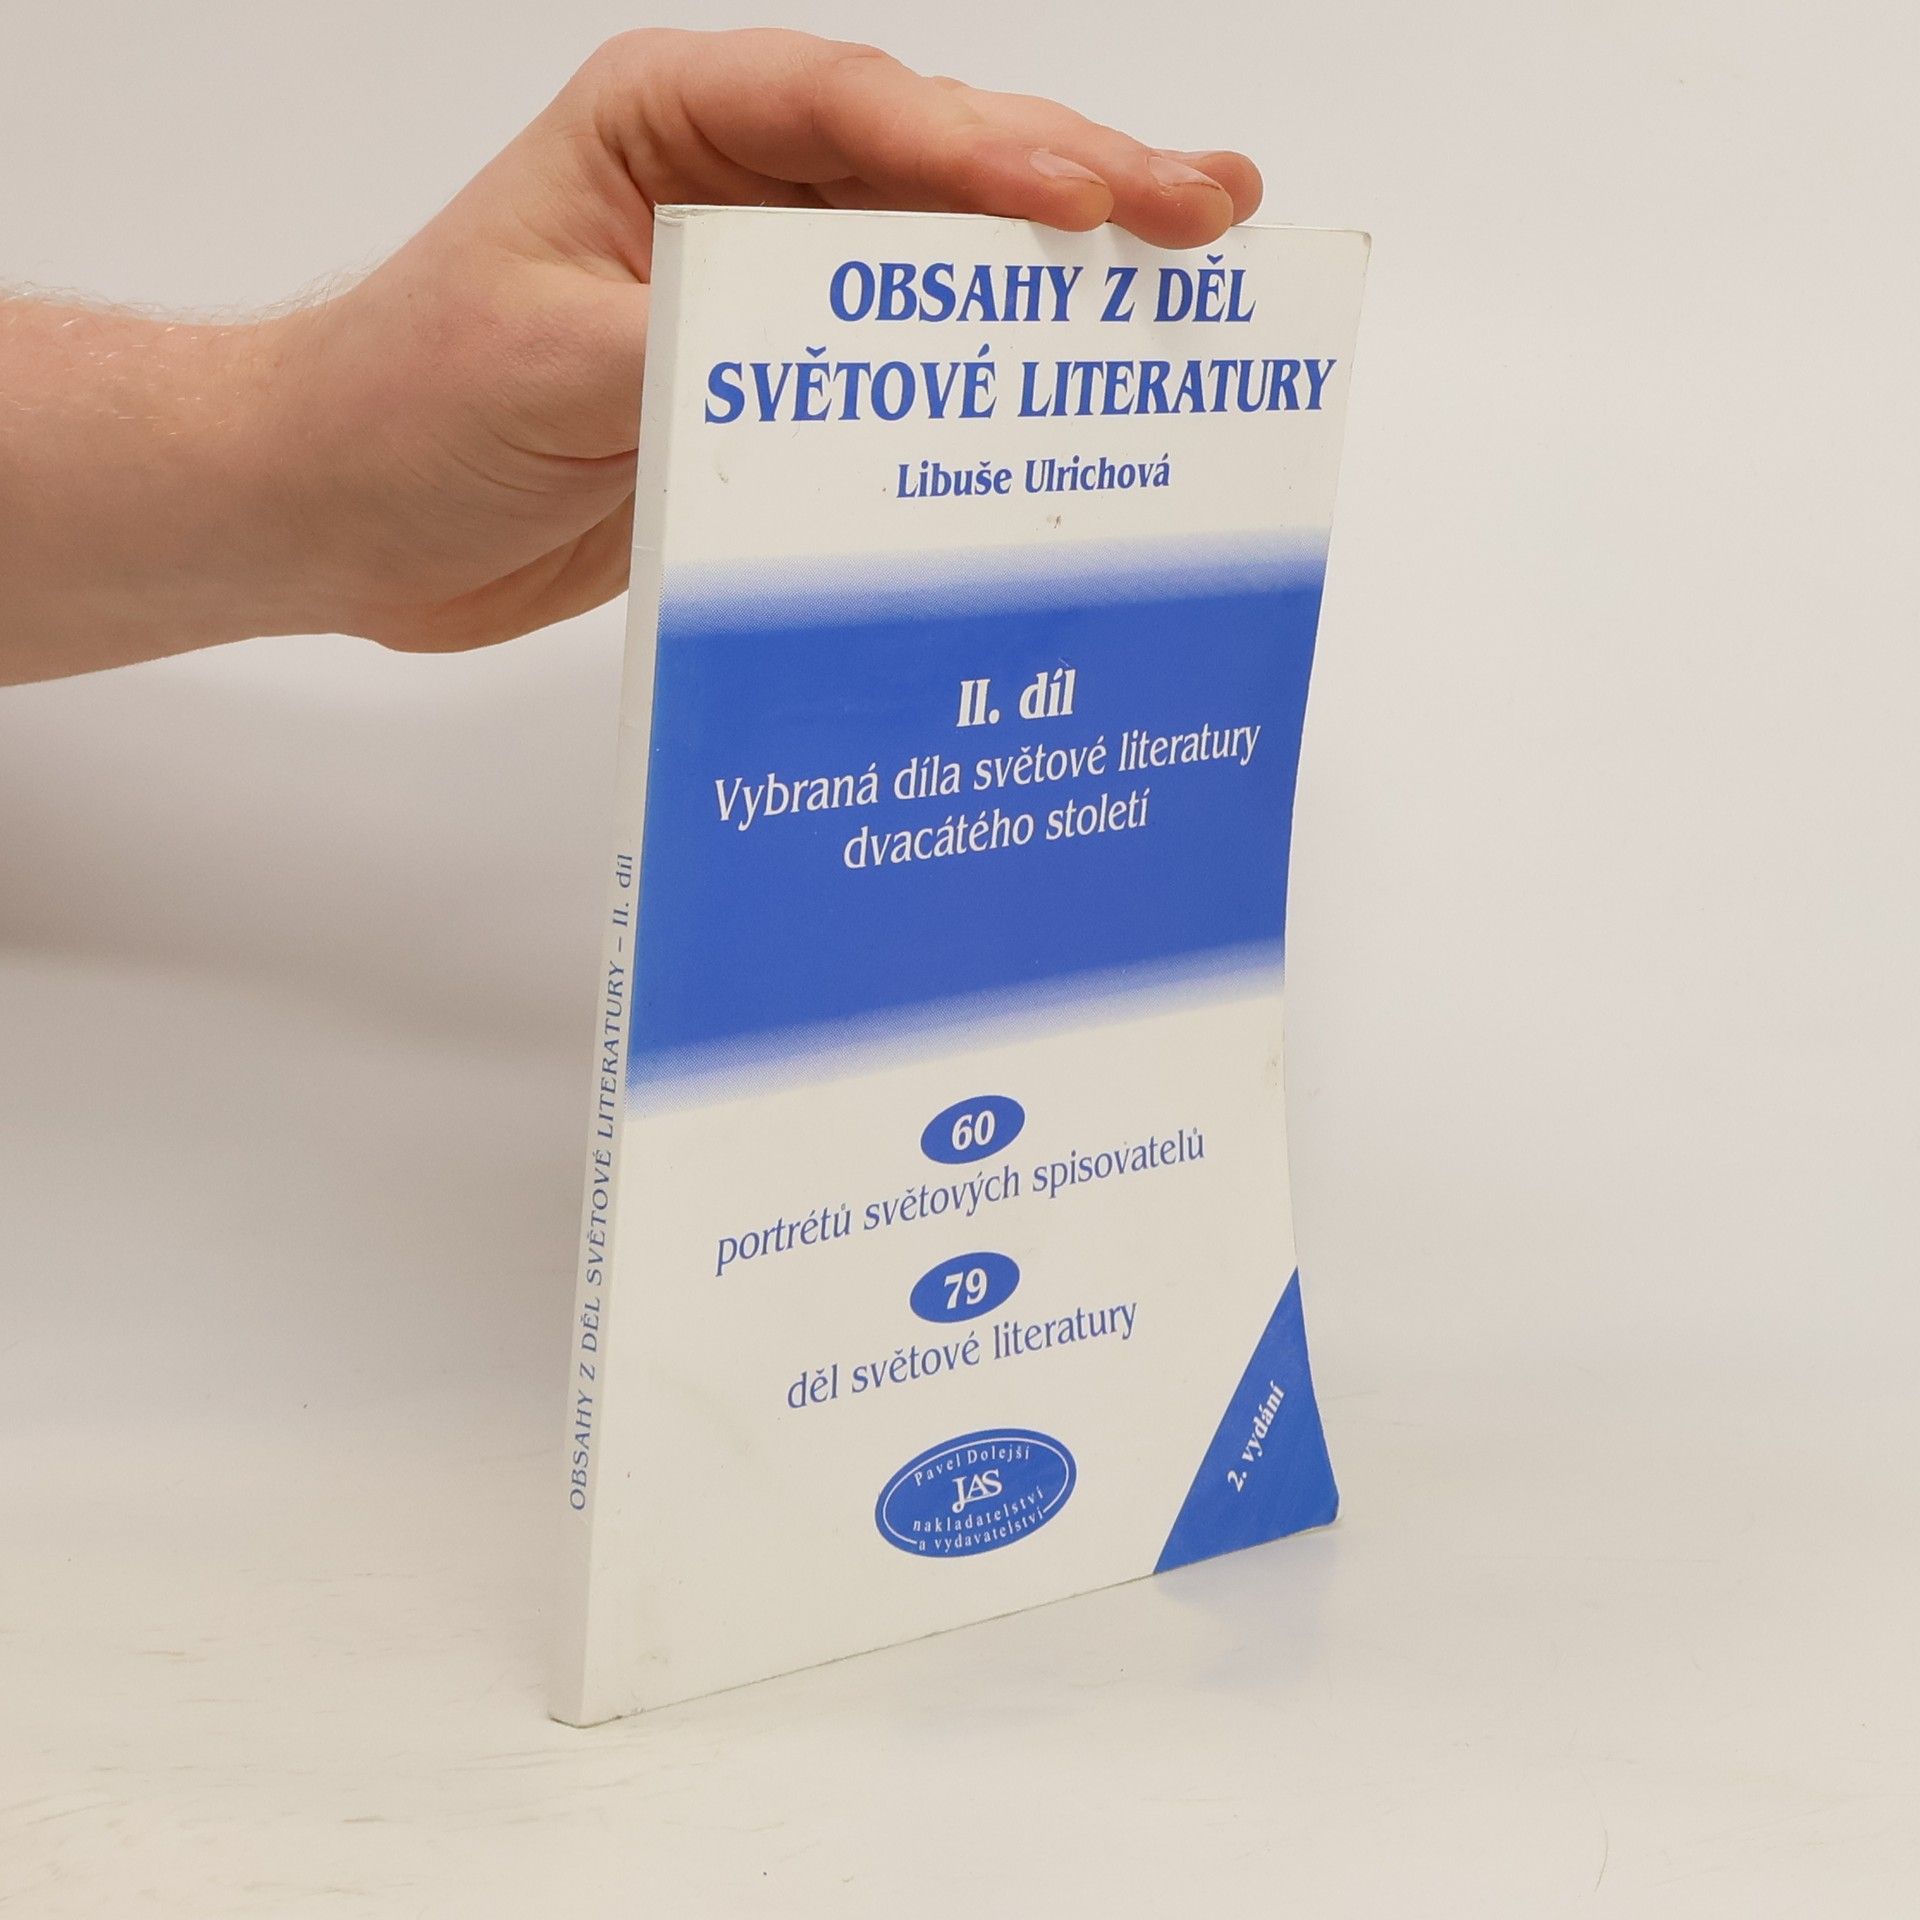 OBSAHY Z DĚL
SVĚTOVÉ LITERATURY
Libuše Ulrichová
II. díl
Vybraná díla světové literatury
dvacátého století
60
portrétů světových spisovatelů
79
děl světové literatury
Pavel Dolejší
JAS
nakladatelství
a vydavatelství
2. vydání
OBSAHY Z DĚL SVĚTOVÉ LITERATURY – II. díl